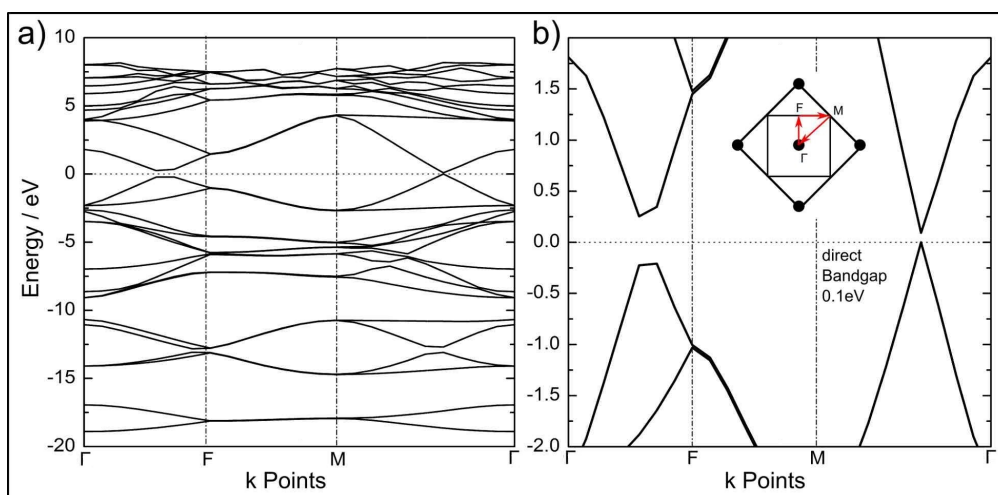 a)
10
5
0
-5
-10
-15
-20
Energy / eV
Γ
F
M
Γ
k Points
b)
1.5
1.0
0.5
0.0
-0.5
-1.0
-1.5
-2.0
F
M
Γ
direct
Bandgap
0.1eV
Γ
F
M
Γ
k Points